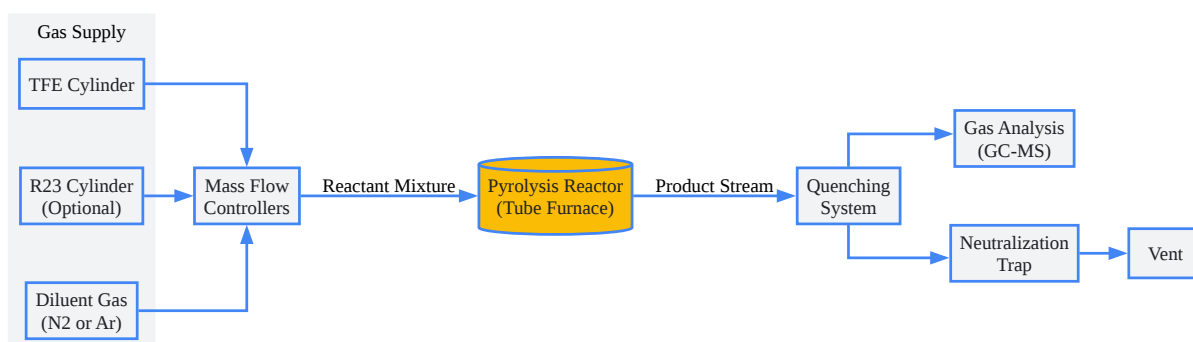 Gas Supply
TFE Cylinder
R23 Cylinder
(Optional)
Diluent Gas
(N2 or Ar)
Mass Flow
Controllers
Reactant Mixture
Pyrolysis Reactor
(Tube Furnace)
Product Stream
Quenching
System
Gas Analysis
(GC-MS)
Neutralization
Trap
Vent